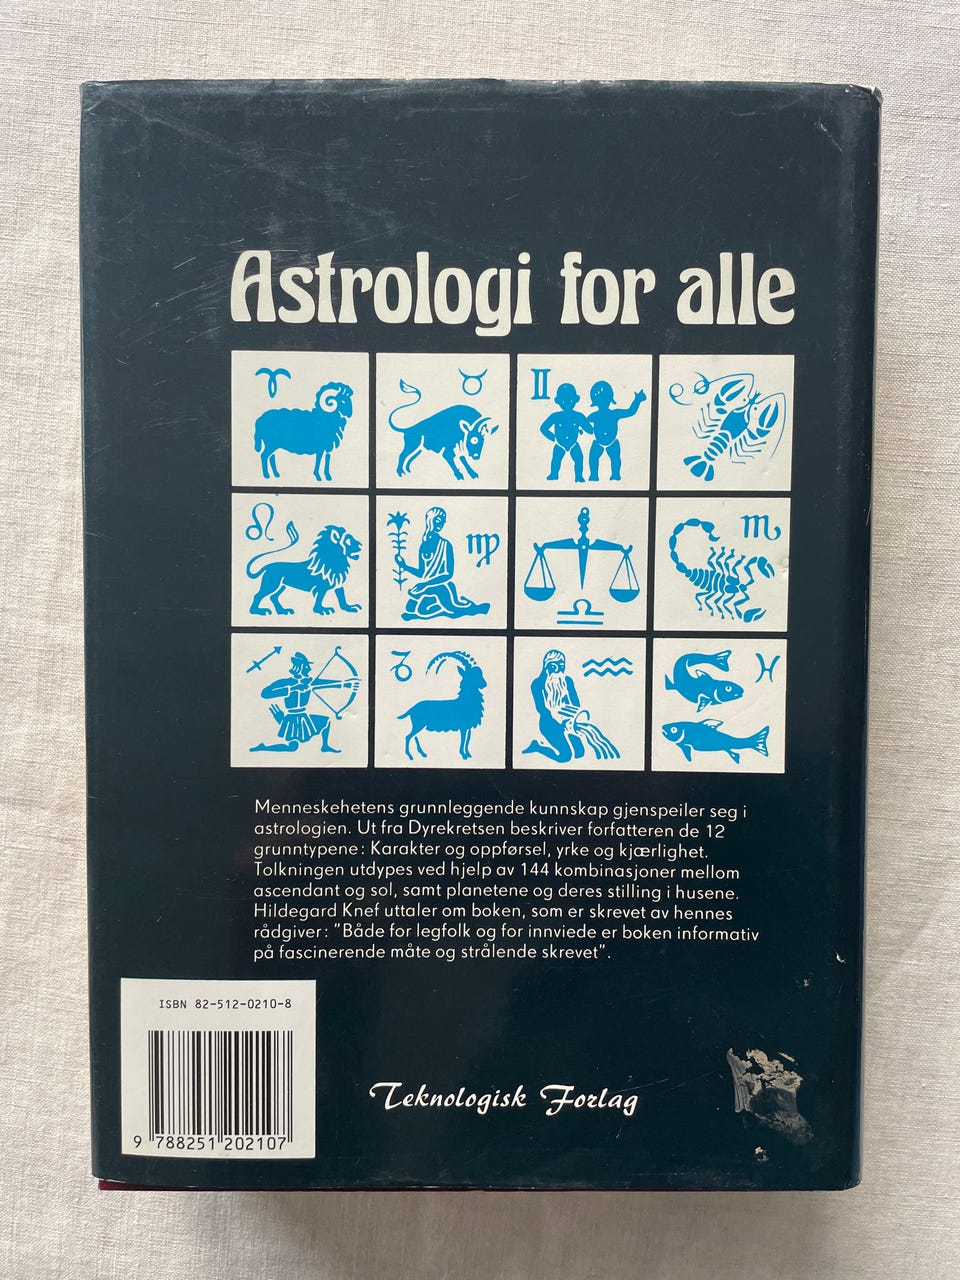 Astrologi for alle
Menneskehetens grunnleggende kunnskap gjenspeiler seg i
astrologien. Ut fra Dyrekretsen beskriver forfatteren de 12
grunntypene: Karakter og oppførsel, yrke og kjærlighet.
Tolkningen utdypes ved hjelp av 144 kombinasjoner mellom
ascendant og sol, samt planetene og deres stilling i husene.
Hildegard Knef uttaler om boken, som er skrevet av hennes
rådgiver: "Både for legfolk og for innviede er boken informativ
på fascinerende måte og strålende skrevet".
ISBN 82-512-0210-8
9 788251 202107
Teknologisk Forlag